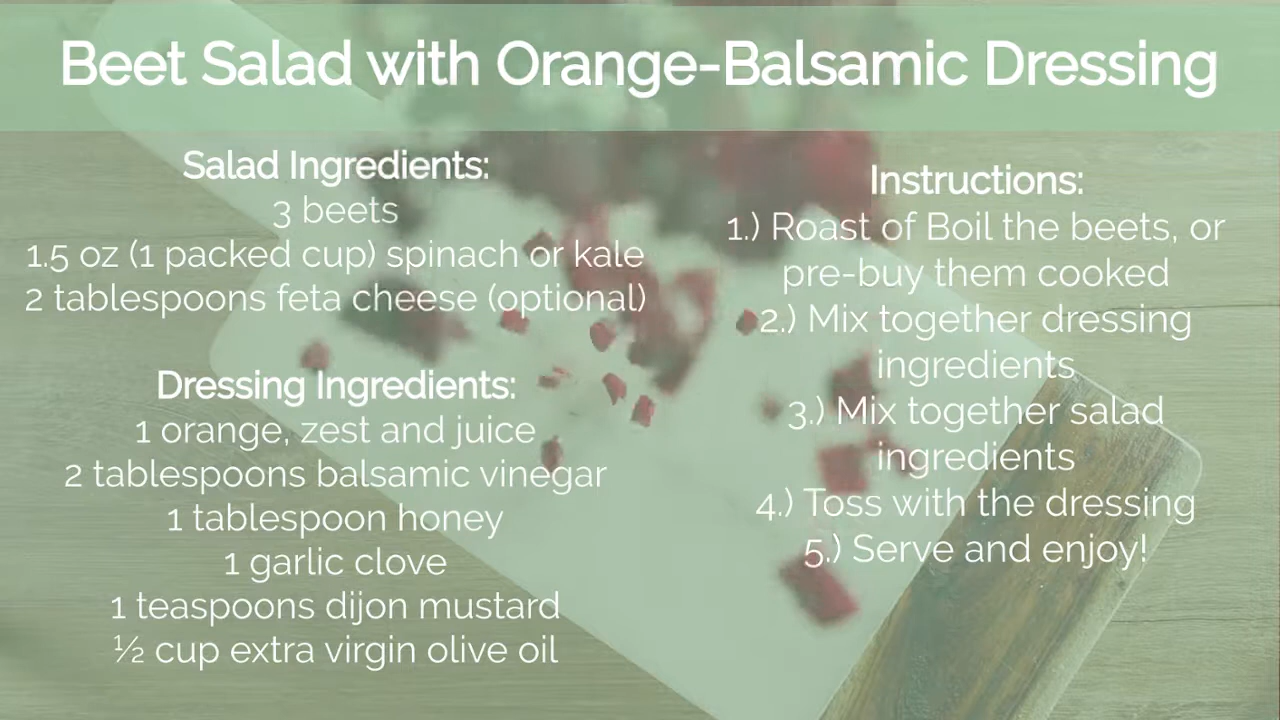 Beet Salad with Orange-Balsamic Dressing
Salad Ingredients:
3 beets
1.5 oz (1 packed cup) spinach or kale
2 tablespoons feta cheese (optional)
Dressing Ingredients:
1 orange, zest and juice
2 tablespoons balsamic vinegar
1 tablespoon honey
1 garlic clove
1 teaspoons dijon mustard
½ cup extra virgin olive oil
Instructions:
1.) Roast of Boil the beets, or
pre-buy them cooked
2.) Mix together dressing
ingredients
3.) Mix together salad
ingredients
4.) Toss with the dressing
5.) Serve and enjoy!